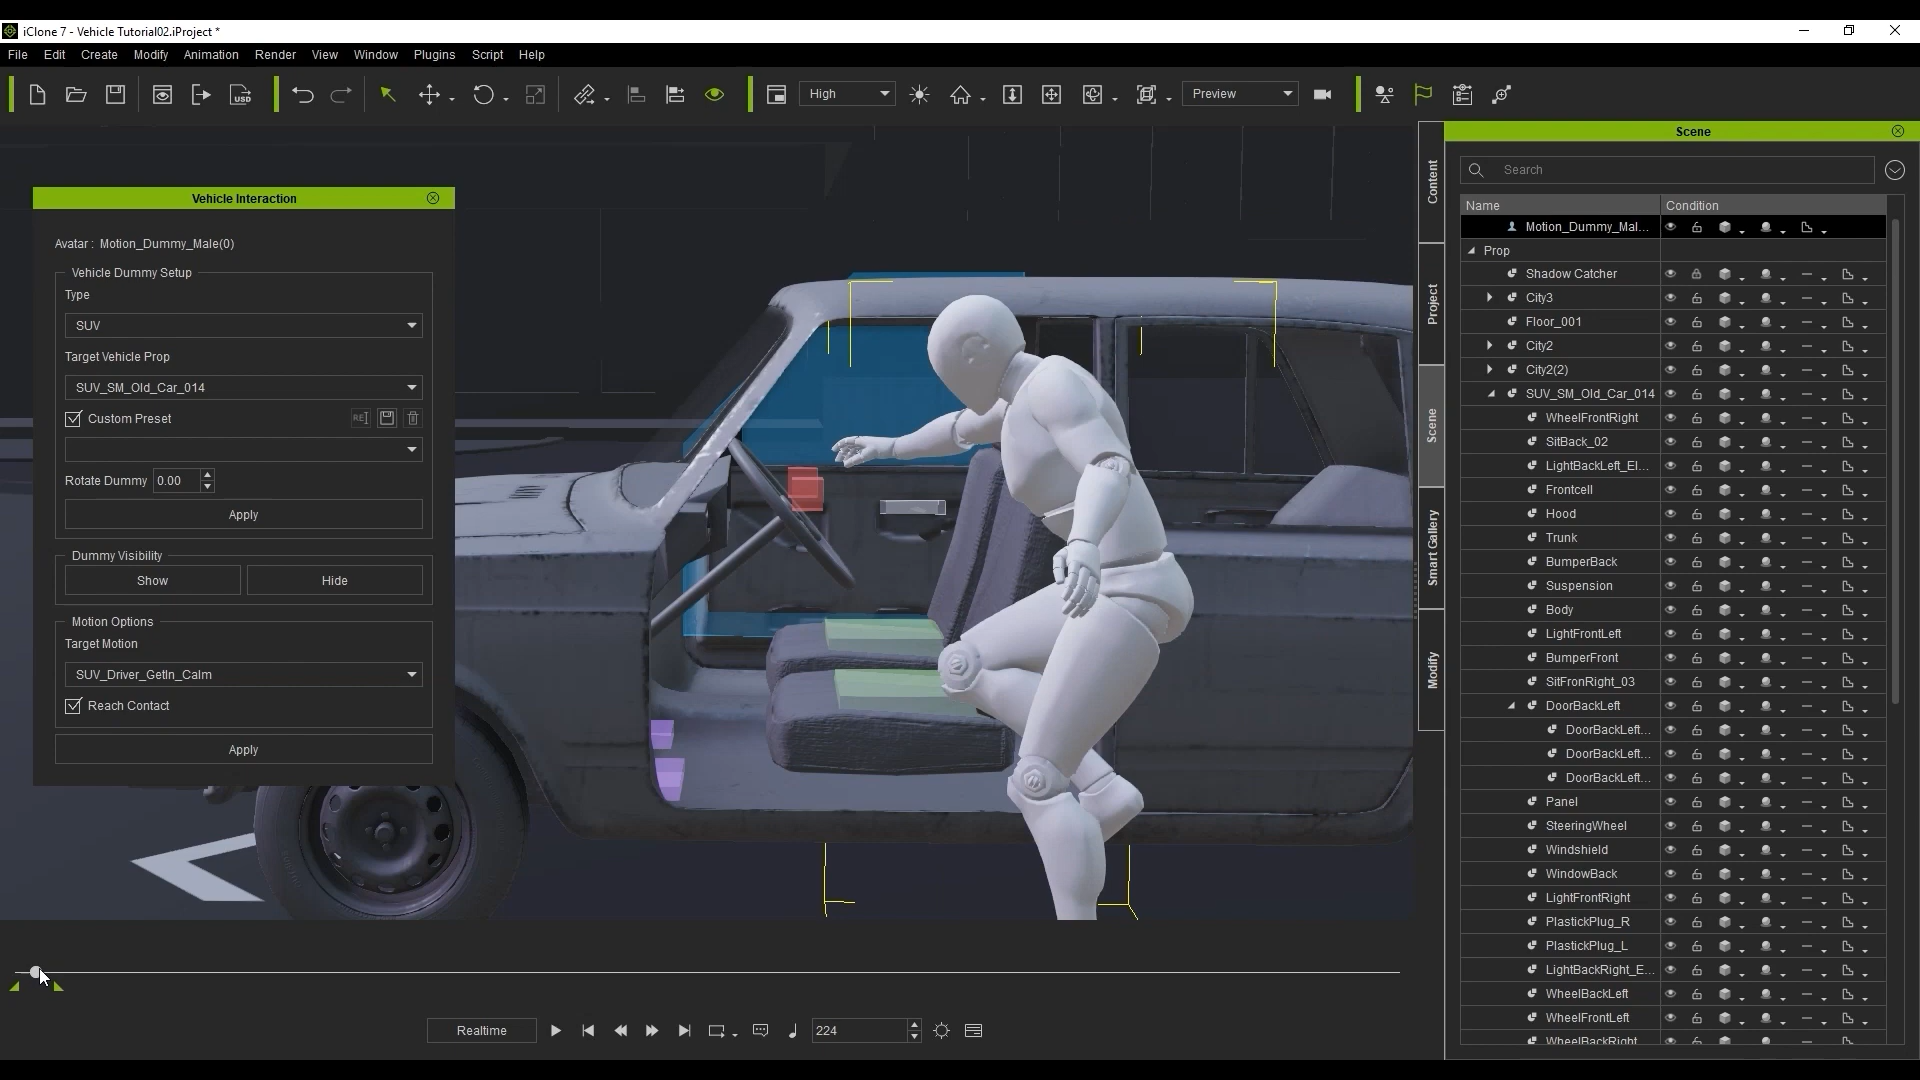 iClone 7 - Vehicle Tutorial02.iProject *
File Edit Create Modify Animation Render View Window Plugins Script Help
USD
High
Preview
Vehicle Interaction
Avatar : Motion_Dummy_Male(0)
Vehicle Dummy Setup
Type
SUV
Target Vehicle Prop
SUV_SM_Old_Car_014
Custom Preset
Rotate Dummy 0.00
Apply
Dummy Visibility
Show Hide
Motion Options
Target Motion
SUV_Driver_GetIn_Calm
Reach Contact
Apply
Realtime
224
Content
Project
Scene
Smart Gallery
Modify
Scene
Search
Name Condition
Motion_Dummy_Mal...
Prop
Shadow Catcher
City3
Floor_001
City2
City2(2)
SUV_SM_Old_Car_014
WheelFrontRight
SitBack_02
LightBackLeft_El...
Frontcell
Hood
Trunk
BumperBack
Suspension
Body
LightFrontLeft
BumperFront
SitFronRight_03
DoorBackLeft
DoorBackLeft...
DoorBackLeft...
DoorBackLeft...
Panel
SteeringWheel
Windshield
WindowBack
LightFrontRight
PlastickPlug_R
PlastickPlug_L
LightBackRight_E...
WheelBackLeft
WheelFrontLeft
WheelBackRight